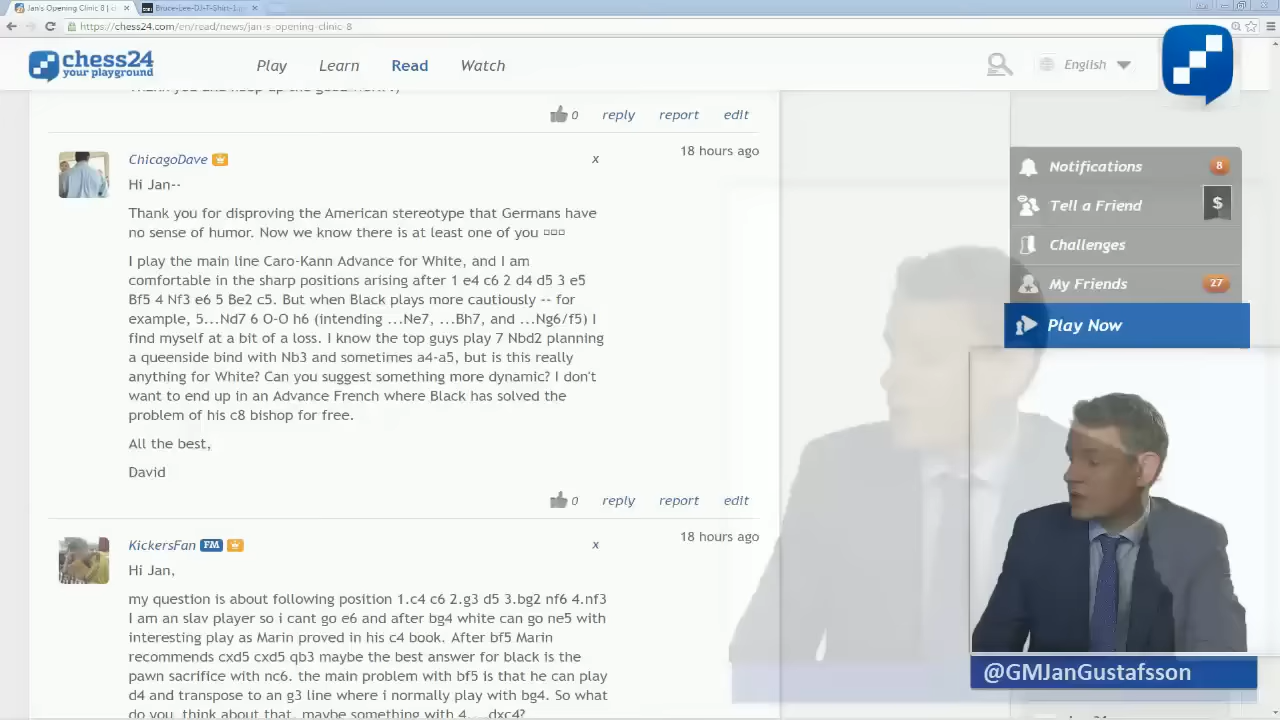 Jan's Opening Clinic 8 | c
Bruce-Lee-DJ-T-Shirt-1.jpg
https://chess24.com/en/read/news/jan-s-opening-clinic-8
chess24
your playground
Play
Learn
Read
Watch
English
0
reply
report
edit
ChicagoDave
x
18 hours ago
Hi Jan--
Thank you for disproving the American stereotype that Germans have
no sense of humor. Now we know there is at least one of you □□□
I play the main line Caro-Kann Advance for White, and I am
comfortable in the sharp positions arising after 1 e4 c6 2 d4 d5 3 e5
Bf5 4 Nf3 e6 5 Be2 c5. But when Black plays more cautiously -- for
example, 5...Nd7 6 O-O h6 (intending ...Ne7, ...Bh7, and ...Ng6/f5) I
find myself at a bit of a loss. I know the top guys play 7 Nbd2 planning
a queenside bind with Nb3 and sometimes a4-a5, but is this really
anything for White? Can you suggest something more dynamic? I don't
want to end up in an Advance French where Black has solved the
problem of his c8 bishop for free.
All the best,
David
0
reply
report
edit
KickersFan
FM
x
18 hours ago
Hi Jan,
my question is about following position 1.c4 c6 2.g3 d5 3.bg2 nf6 4.nf3
I am an slav player so i cant go e6 and after bg4 white can go ne5 with
interesting play as Marin proved in his c4 book. After bf5 Marin
recommends cxd5 cxd5 qb3 maybe the best answer for black is the
pawn sacrifice with nc6. the main problem with bf5 is that he can play
d4 and transpose to an g3 line where i normally play with bg4. So what
do you, think about that, maybe something with 4....dxc4?
Notifications
8
Tell a Friend
$
Challenges
My Friends
27
Play Now
@GMJanGustafsson